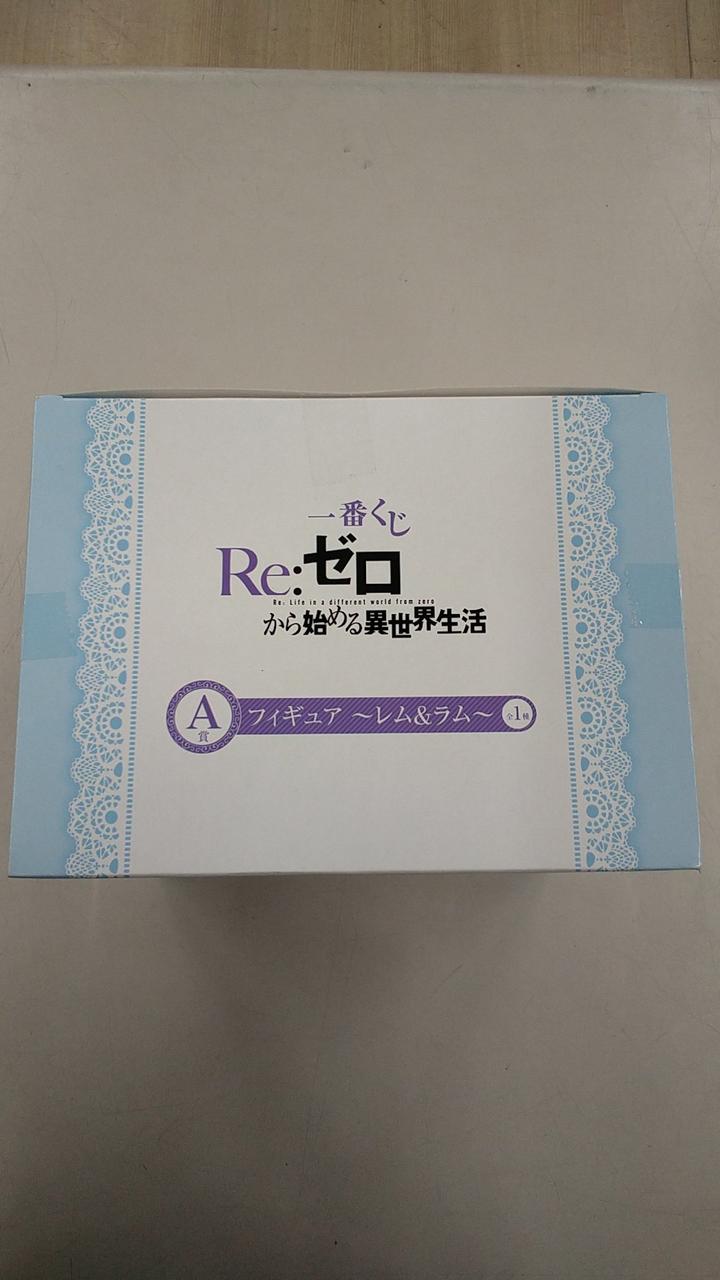 一番くじ
Re:ゼロ
Re: Life in a different world from zero
から始める異世界生活
A賞 フィギュア ～レム&ラム～ 全1種